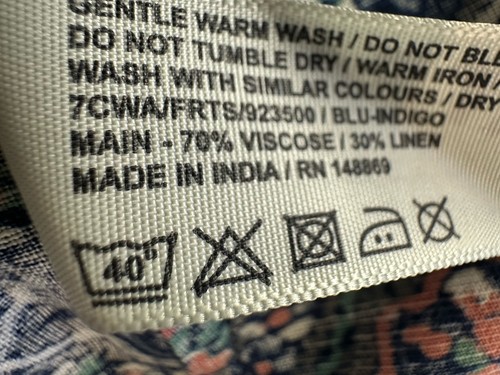 GENTLE WARM WASH / DO NOT BLE
DO NOT TUMBLE DRY / WARM IRON /
WASH WITH SIMILAR COLOURS / DRY
7CWA/FRTS/923500 / BLU-INDIGO
MAIN - 70% VISCOSE / 30% LINEN
MADE IN INDIA / RN 148869
40°